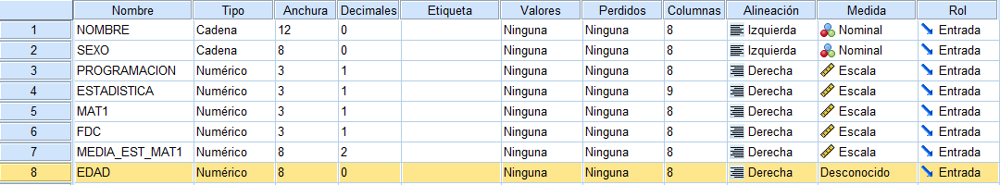 Nombre Tipo Anchura Decimales Etiqueta Valores Perdidos Columnas Alineación Medida Rol
1 NOMBRE Cadena 12 0 Ninguna Ninguna 8 Izquierda Nominal Entrada
2 SEXO Cadena 8 0 Ninguna Ninguna 8 Izquierda Nominal Entrada
3 PROGRAMACION Numérico 3 1 Ninguna Ninguna 8 Derecha Escala Entrada
4 ESTADISTICA Numérico 3 1 Ninguna Ninguna 9 Derecha Escala Entrada
5 MAT1 Numérico 3 1 Ninguna Ninguna 8 Derecha Escala Entrada
6 FDC Numérico 3 1 Ninguna Ninguna 8 Derecha Escala Entrada
7 MEDIA_EST_MAT1 Numérico 8 2 Ninguna Ninguna 8 Derecha Escala Entrada
8 EDAD Numérico 8 0 Ninguna Ninguna 8 Derecha Desconocido Entrada